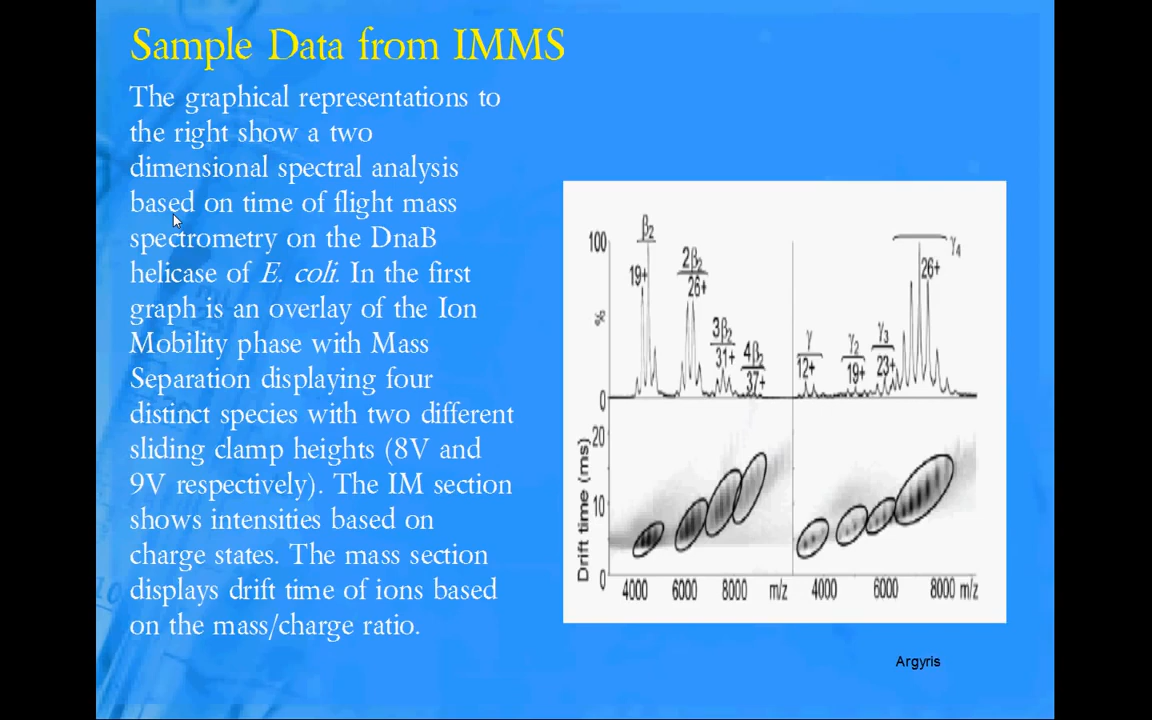 Sample Data from IMMS
The graphical representations to
the right show a two
dimensional spectral analysis
based on time of flight mass
spectrometry on the DnaB
helicase of E. coli. In the first
graph is an overlay of the Ion
Mobility phase with Mass
Separation displaying four
distinct species with two different
sliding clamp heights (8V and
9V respectively). The IM section
shows intensities based on
charge states. The mass section
displays drift time of ions based
on the mass/charge ratio.
100
%
0
β2
19+
2β2
26+
3β2
31+
4β2
37+
γ
12+
γ2
19+
γ3
23+
γ4
26+
Drift time (ms)
20
10
0
4000 6000 8000 m/z
4000 6000 8000 m/z
Argyris